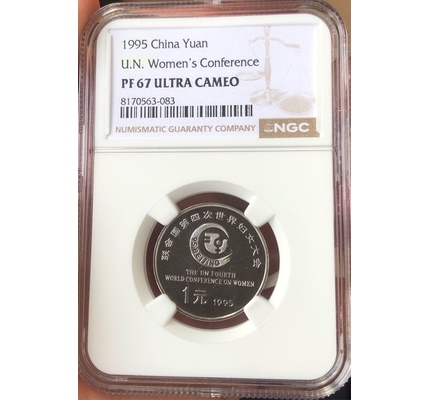 1995 China Yuan
U.N. Women's Conference
PF 67 ULTRA CAMEO
8170563-083
NUMISMATIC GUARANTY COMPANY
NGC
联合国第四次世界妇女大会
BEIJING
THE UN FOURTH
WORLD CONFERENCE ON WOMEN
1元 1995